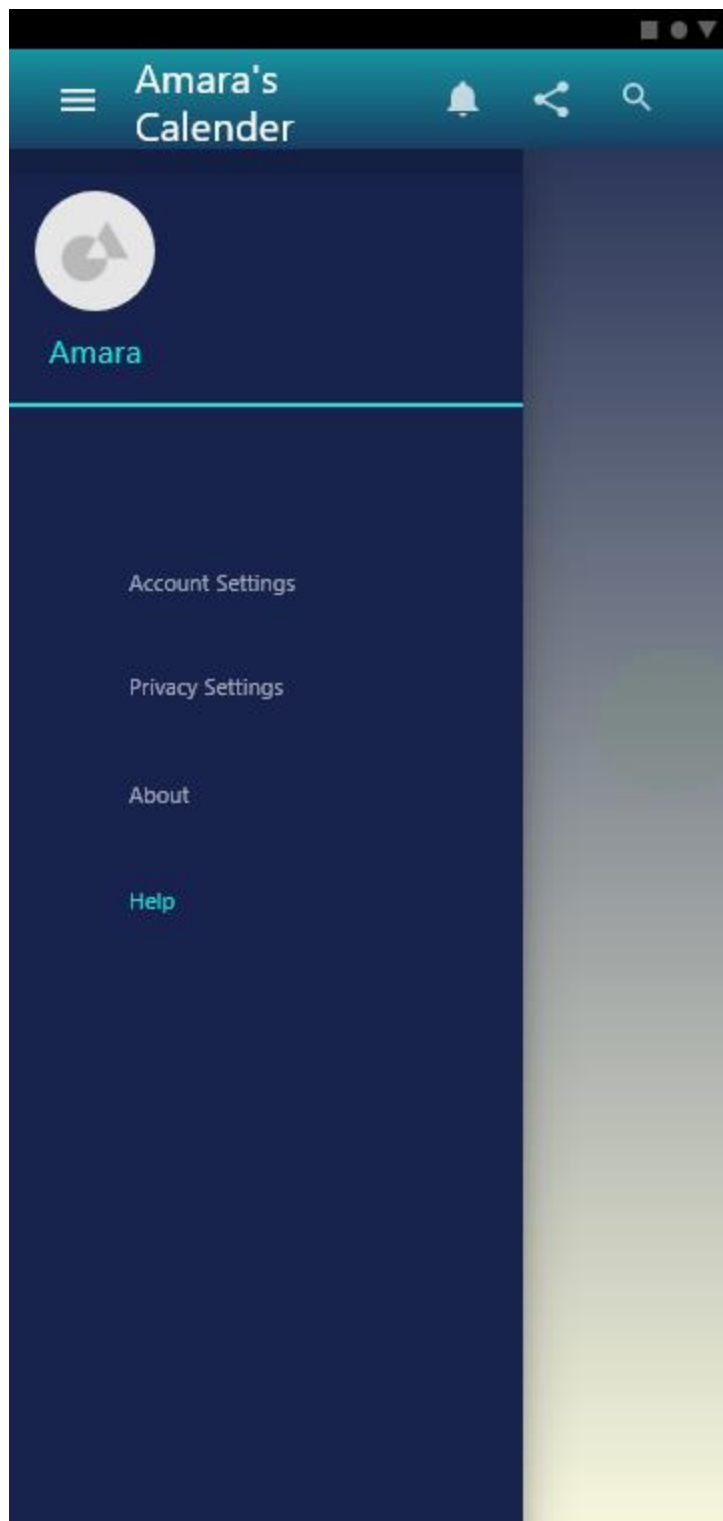 Amara's
Calender
Amara
Account Settings
Privacy Settings
About
Help